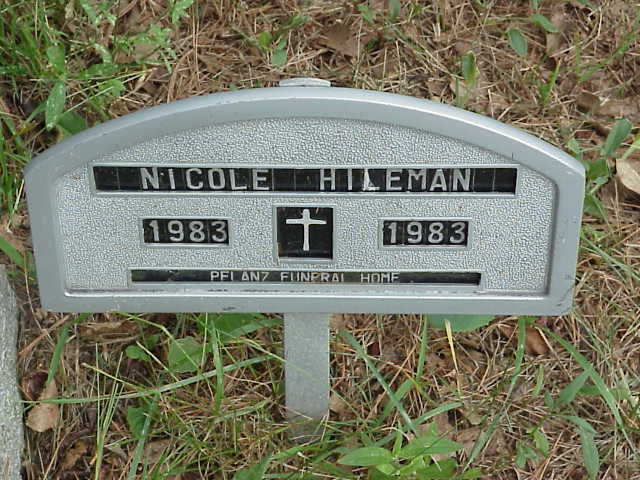 NICOLE HILEMAN
1983 1983
PFLANZ FUNERAL HOME